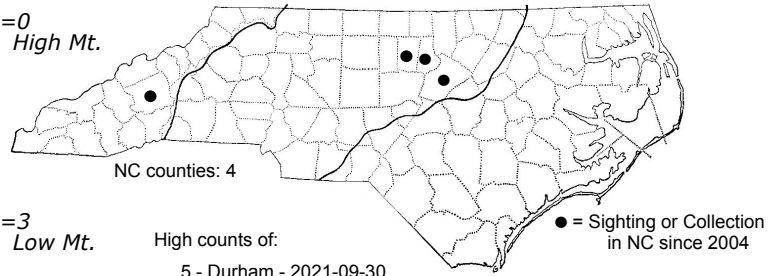 =0
High Mt.
NC counties: 4
=3
Low Mt.
High counts of:
5 - Durham - 2021-09-30
● = Sighting or Collection
in NC since 2004